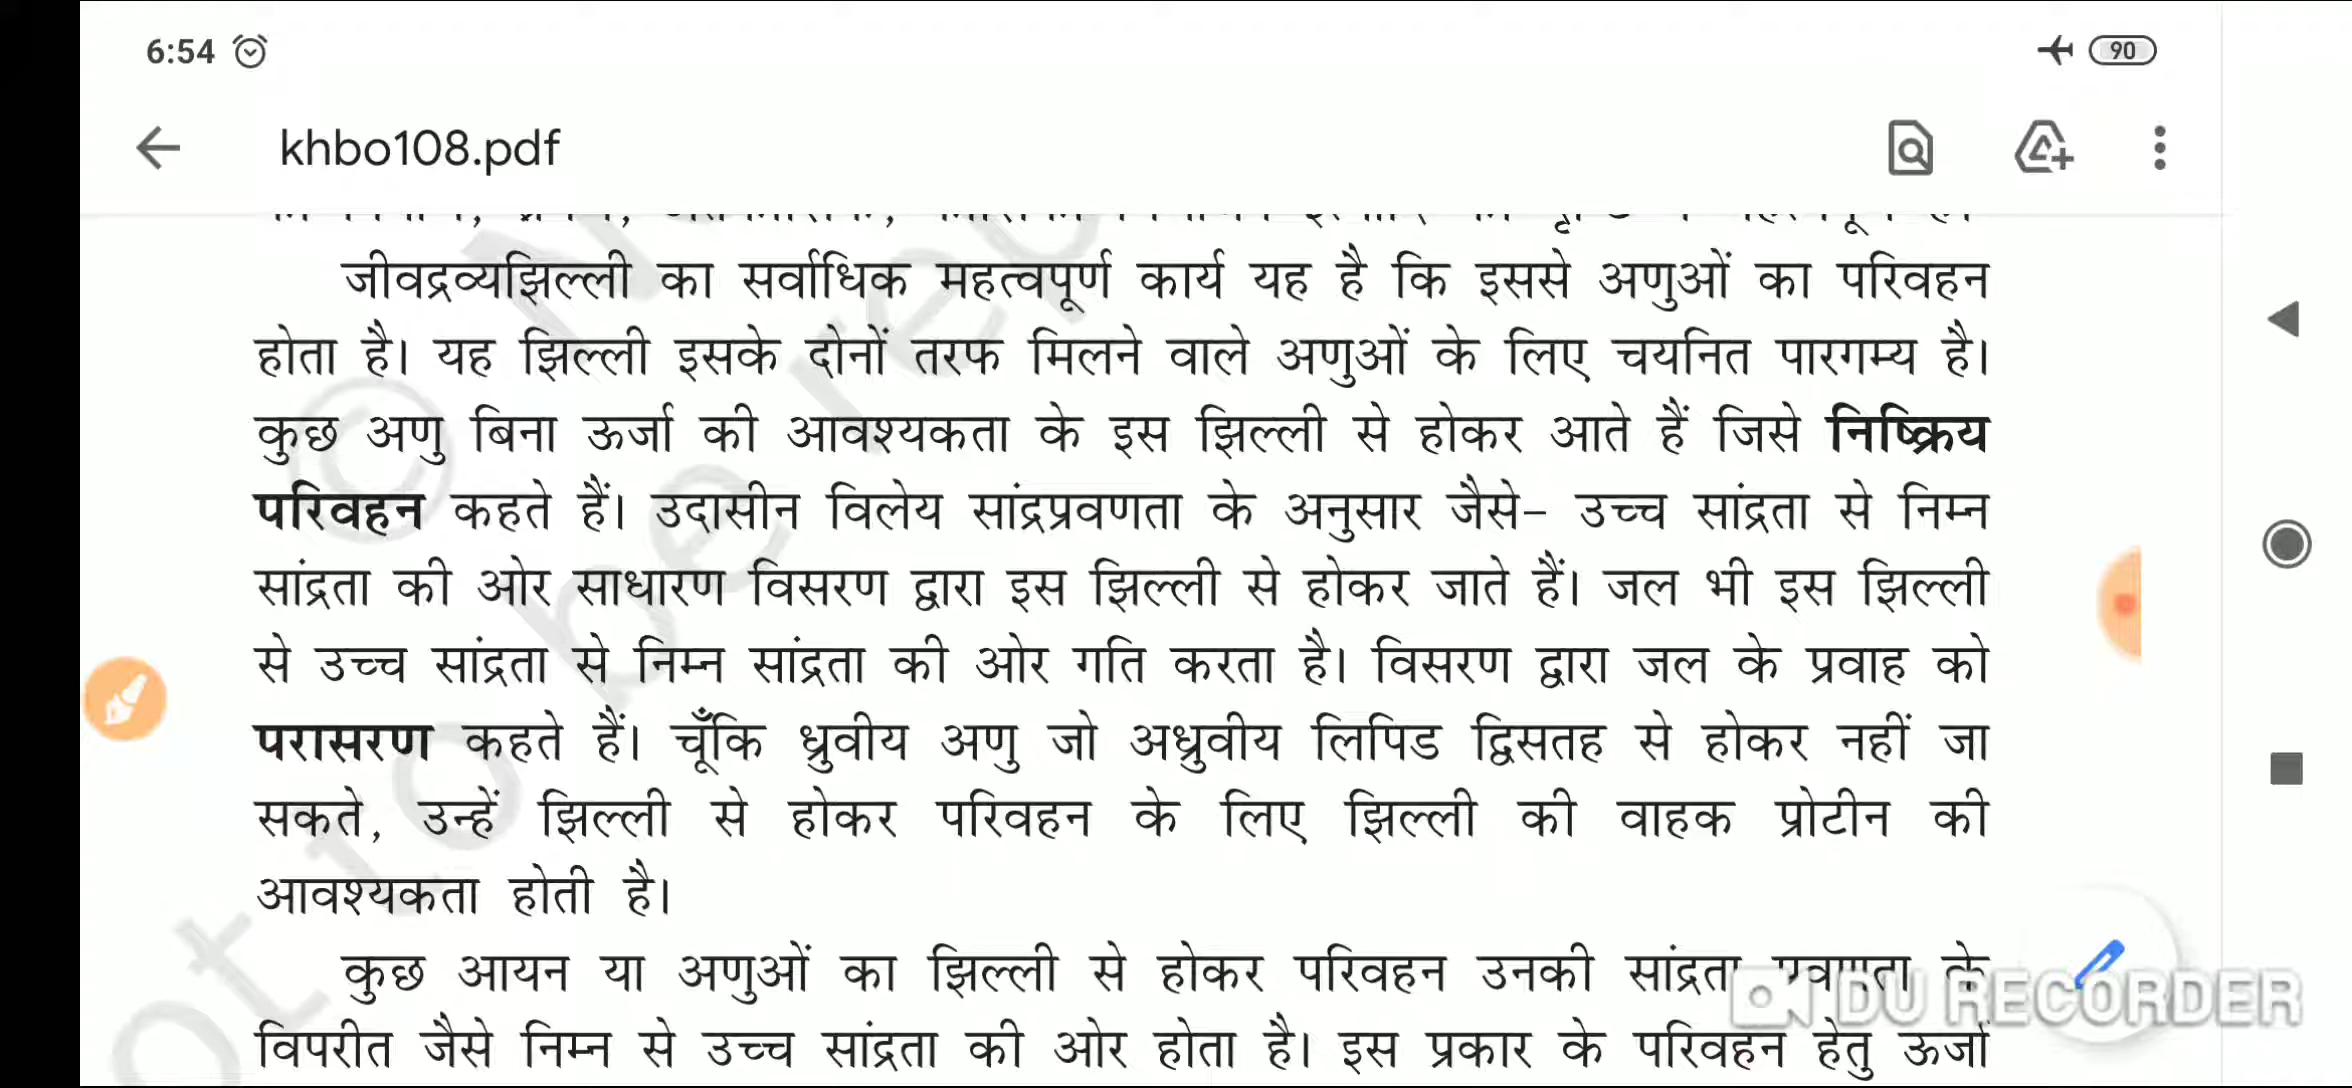 6:54
90
khbo108.pdf
जीवद्रव्यझिल्ली का सर्वाधिक महत्वपूर्ण कार्य यह है कि इससे अणुओं का परिवहन
होता है। यह झिल्ली इसके दोनों तरफ मिलने वाले अणुओं के लिए चयनित पारगम्य है।
कुछ अणु बिना ऊर्जा की आवश्यकता के इस झिल्ली से होकर आते हैं जिसे निष्क्रिय
परिवहन कहते हैं। उदासीन विलेय सांद्रप्रवणता के अनुसार जैसे– उच्च सांद्रता से निम्न
सांद्रता की ओर साधारण विसरण द्वारा इस झिल्ली से होकर जाते हैं। जल भी इस झिल्ली
से उच्च सांद्रता से निम्न सांद्रता की ओर गति करता है। विसरण द्वारा जल के प्रवाह को
परासरण कहते हैं। चूँकि ध्रुवीय अणु जो अध्रुवीय लिपिड द्विसतह से होकर नहीं जा
सकते, उन्हें झिल्ली से होकर परिवहन के लिए झिल्ली की वाहक प्रोटीन की
आवश्यकता होती है।
कुछ आयन या अणुओं का झिल्ली से होकर परिवहन उनकी सांद्रता के
विपरीत जैसे निम्न से उच्च सांद्रता की ओर होता है। इस प्रकार के परिवहन हेतु ऊर्जा
DU RECORDER